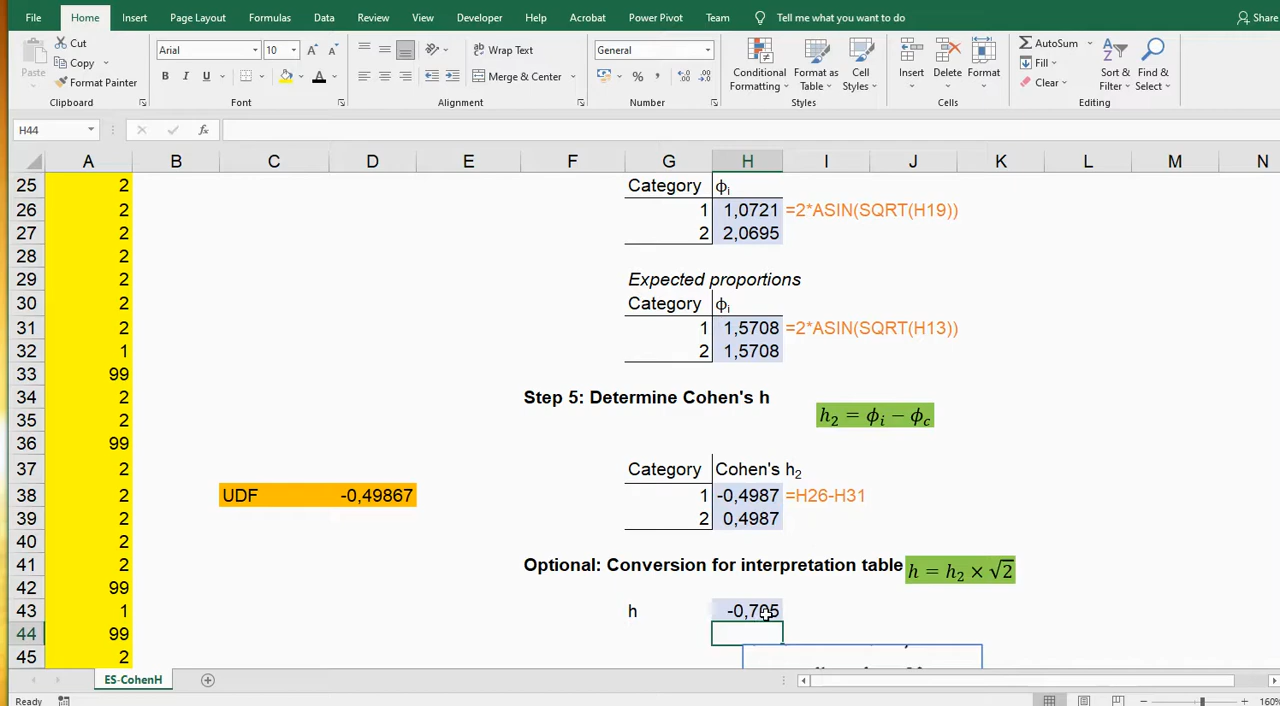 File Home Insert Page Layout Formulas Data Review View Developer Help Acrobat Power Pivot Team Tell me what you want to do Share
Cut
Copy
Format Painter
Paste
Clipboard
Arial 10
B I U
Font
Wrap Text
Merge & Center
Alignment
General
%
Number
Conditional Formatting
Format as Table
Cell Styles
Styles
Insert Delete Format
Cells
AutoSum
Fill
Clear
Sort & Filter
Find & Select
Editing
H44 fx
A B C D E F G H I J K L M N
25 2 Category ϕi
26 2 1 1,0721 =2*ASIN(SQRT(H19))
27 2 2 2,0695
28 2
29 2 Expected proportions
30 2 Category ϕi
31 2 1 1,5708 =2*ASIN(SQRT(H13))
32 1 2 1,5708
33 99
34 2 Step 5: Determine Cohen's h
35 2 h₂ = ϕi − ϕc
36 99
37 2 Category Cohen's h₂
38 2 UDF -0,49867 1 -0,4987 =H26-H31
39 2 2 0,4987
40 2
41 2 Optional: Conversion for interpretation table h = h₂ × √2
42 99
43 1 h -0,705
44 99
45 2
ES-CohenH
Ready 160%